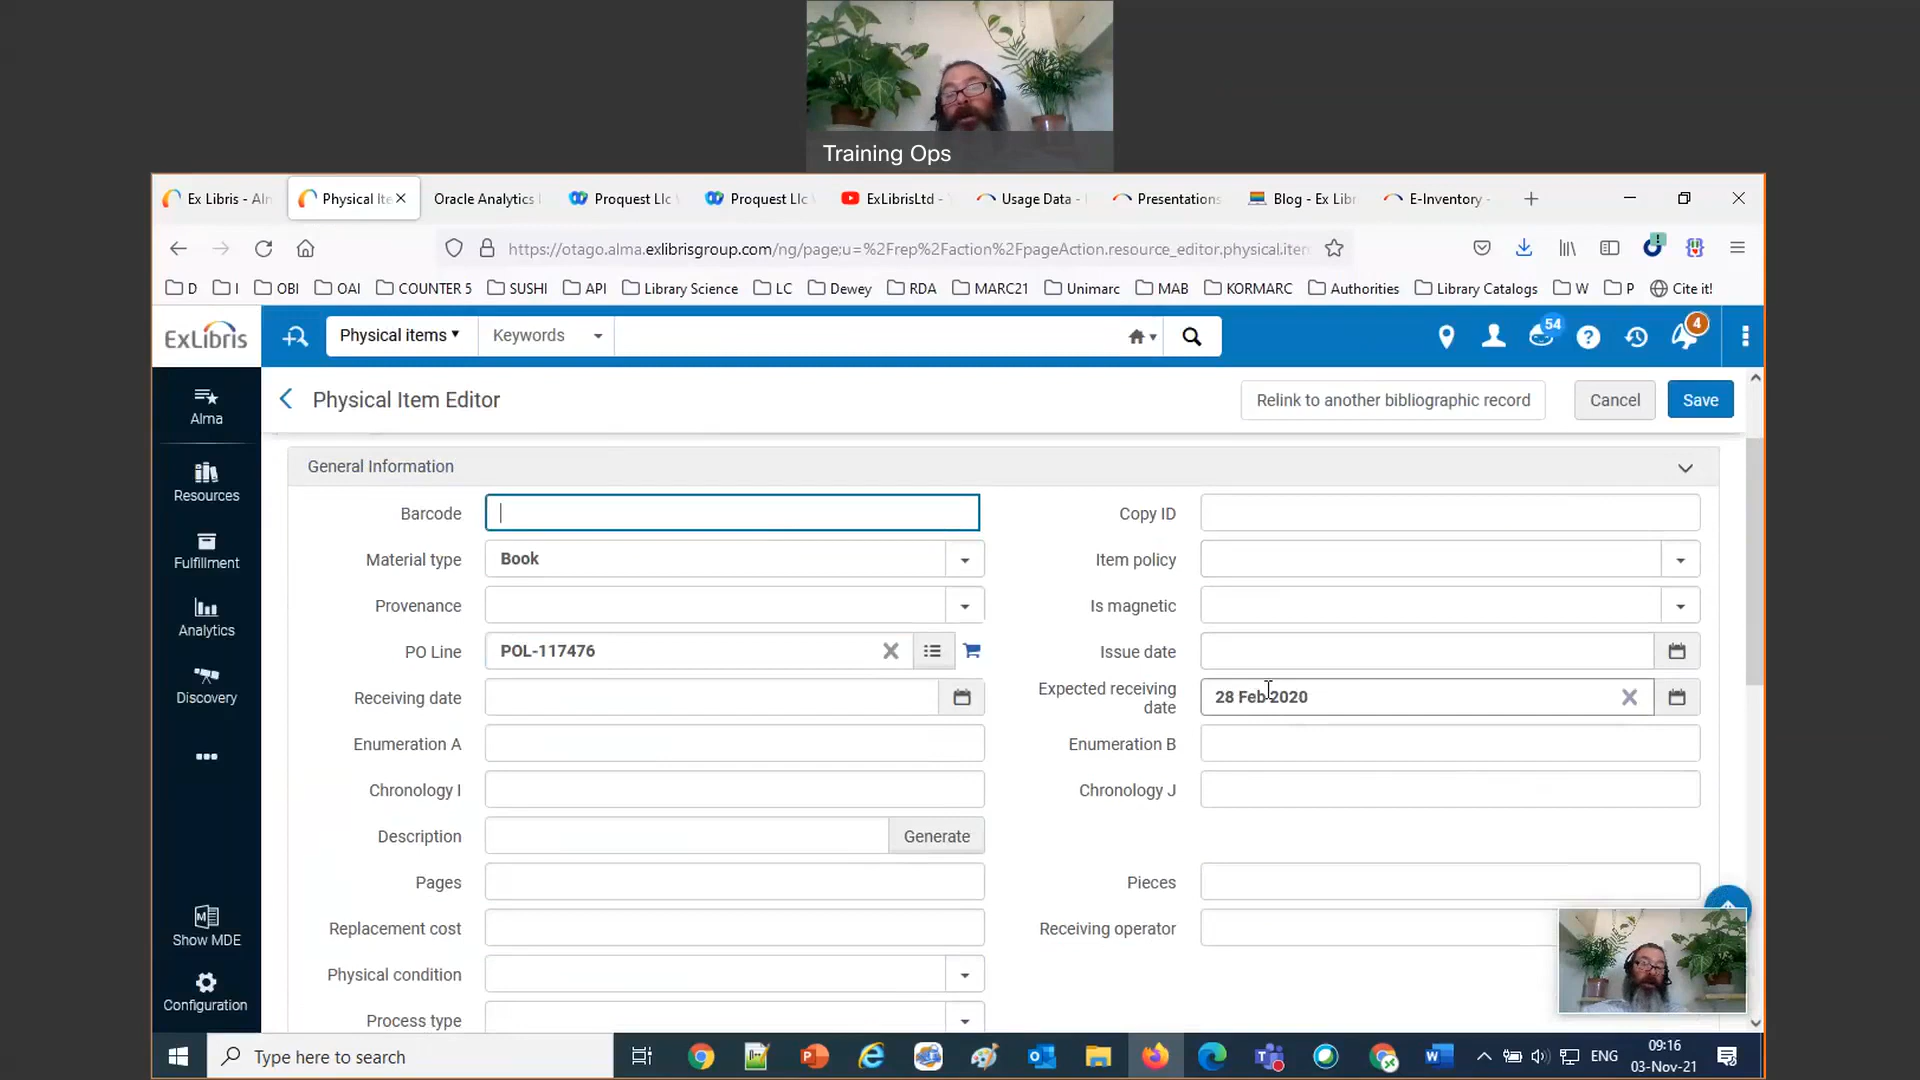 Training Ops
Ex Libris - Aln
Physical Ite
Oracle Analytics
Proquest Llc
Proquest Llc
ExLibrisLtd -
Usage Data -
Presentations
Blog - Ex Libr
E-Inventory -
https://otago.alma.exlibrisgroup.com/ng/page;u=%2Frep%2Faction%2FpageAction.resource_editor.physical.item
D
I
OBI
OAI
COUNTER 5
SUSHI
API
Library Science
LC
Dewey
RDA
MARC21
Unimarc
MAB
KORMARC
Authorities
Library Catalogs
W
P
Cite it!
ExLibris
Physical items
Keywords
54
?
4
Physical Item Editor
Relink to another bibliographic record
Cancel
Save
Alma
Resources
Fulfillment
Analytics
Discovery
Show MDE
Configuration
General Information
Barcode
Copy ID
Material type
Book
Item policy
Provenance
Is magnetic
PO Line
POL-117476
Issue date
Receiving date
Expected receiving
date
28 Feb 2020
Enumeration A
Enumeration B
Chronology I
Chronology J
Description
Generate
Pages
Pieces
Replacement cost
Receiving operator
Physical condition
Process type
Type here to search
ENG
09:16
03-Nov-21